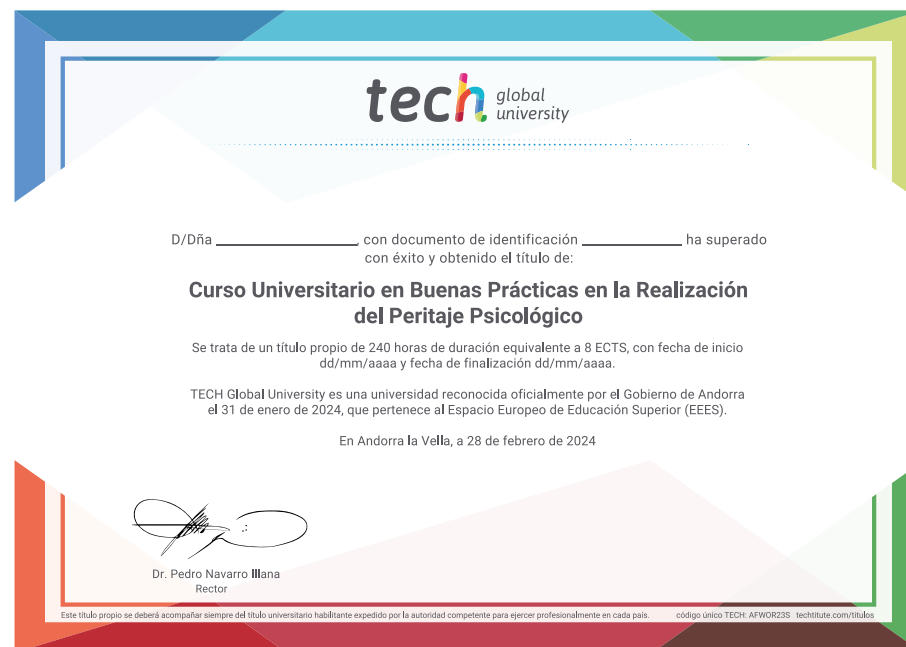 tech global
university
D/Dña ____________________, con documento de identificación ______________ ha superado
con éxito y obtenido el título de:
Curso Universitario en Buenas Prácticas en la Realización
del Peritaje Psicológico
Se trata de un título propio de 240 horas de duración equivalente a 8 ECTS, con fecha de inicio
dd/mm/aaaa y fecha de finalización dd/mm/aaaa.
TECH Global University es una universidad reconocida oficialmente por el Gobierno de Andorra
el 31 de enero de 2024, que pertenece al Espacio Europeo de Educación Superior (EEES).
En Andorra la Vella, a 28 de febrero de 2024
Dr. Pedro Navarro Illana
Rector
Este título propio se deberá acompañar siempre del título universitario habilitante expedido por la autoridad competente para ejercer profesionalmente en cada país. código único TECH: AFWOR23S techtitute.com/titulos